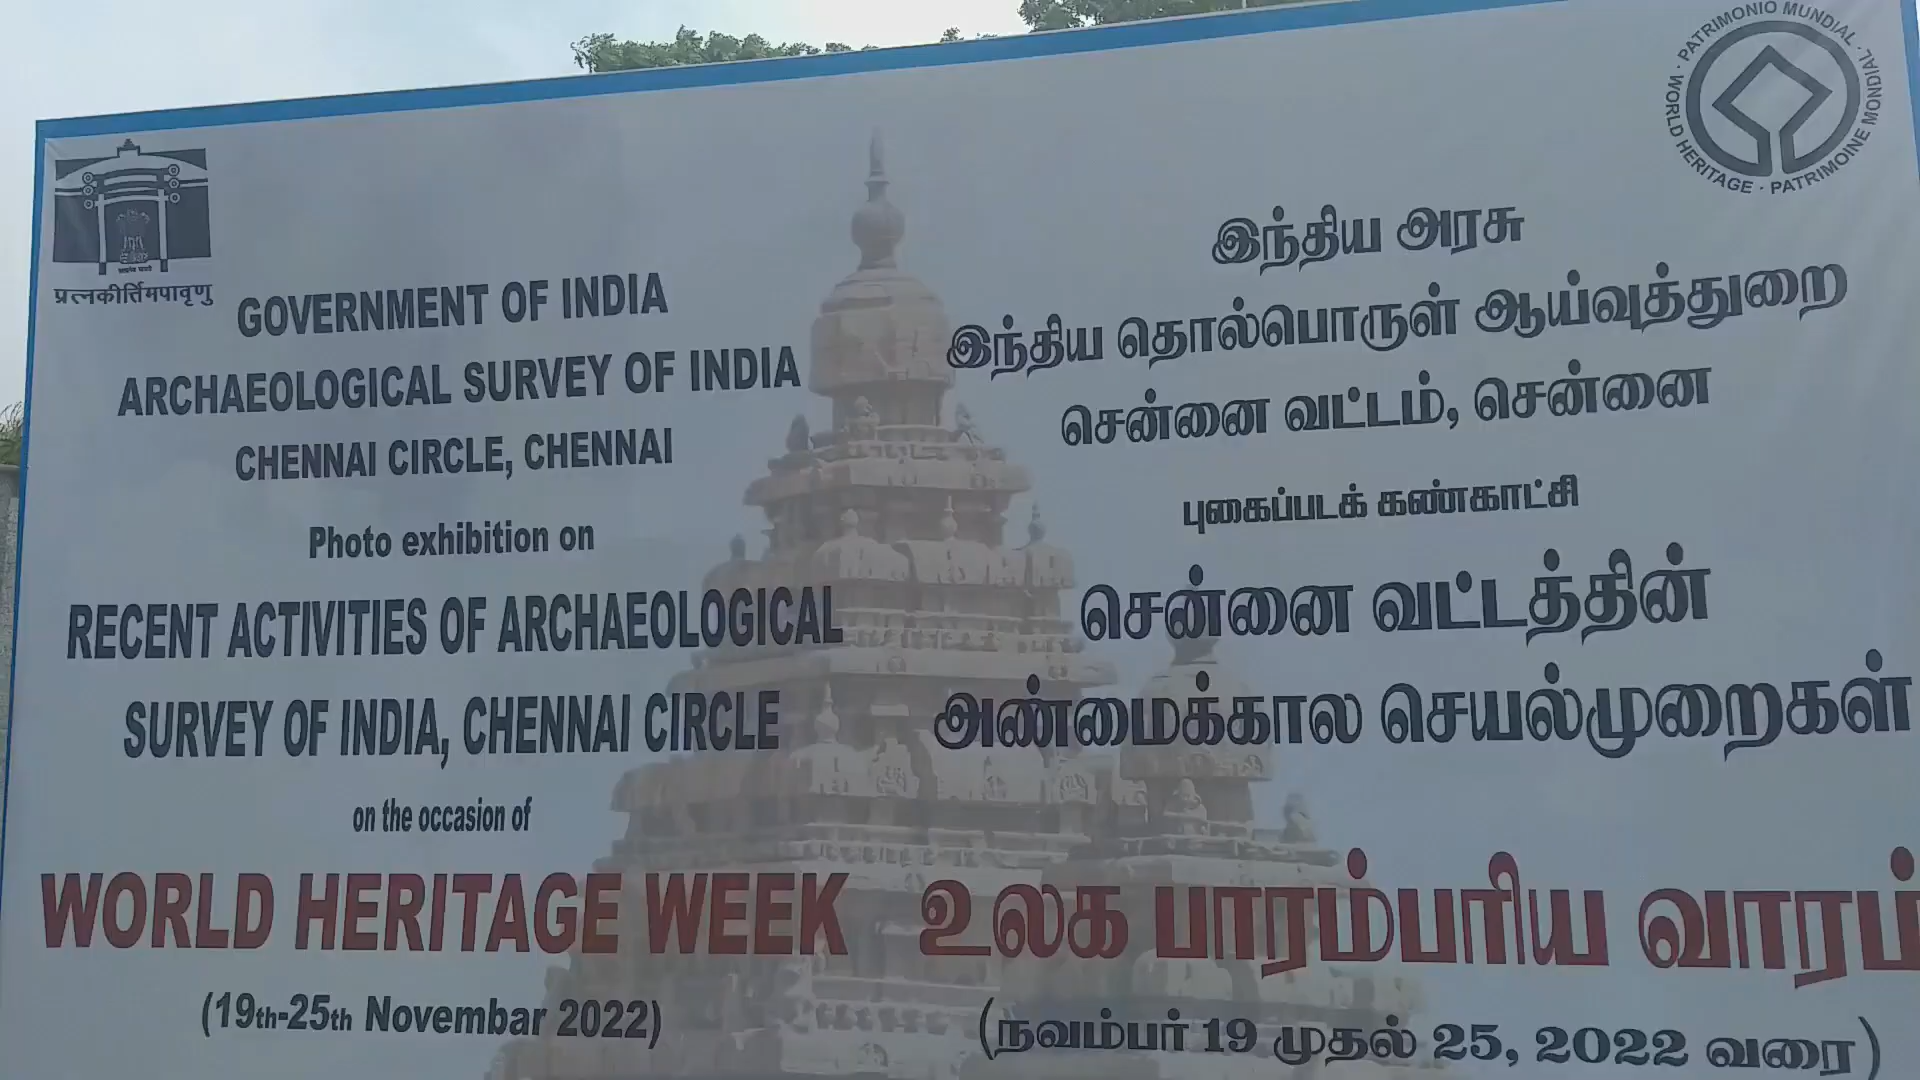 PATRIMONIO MUNDIAL · WORLD HERITAGE · PATRIMOINE MONDIAL ·
प्रत्नकीर्त्तिमपावृणु
GOVERNMENT OF INDIA
ARCHAEOLOGICAL SURVEY OF INDIA
CHENNAI CIRCLE, CHENNAI
Photo exhibition on
RECENT ACTIVITIES OF ARCHAEOLOGICAL
SURVEY OF INDIA, CHENNAI CIRCLE
on the occasion of
WORLD HERITAGE WEEK
(19th-25th Novembar 2022)
இந்திய அரசு
இந்திய தொல்பொருள் ஆய்வுத்துறை
சென்னை வட்டம், சென்னை
புகைப்படக் கண்காட்சி
சென்னை வட்டத்தின்
அண்மைக்கால செயல்முறைகள்
உலக பாரம்பரிய வாரம்
(நவம்பர் 19 முதல் 25, 2022 வரை)